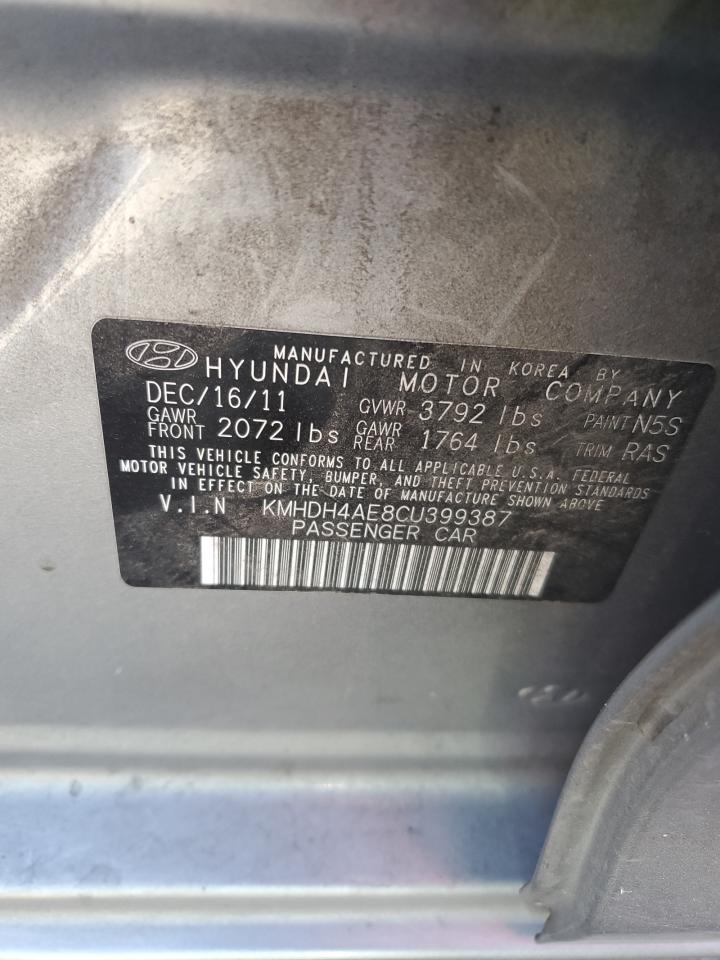 MANUFACTURED IN KOREA BY
HYUNDAI MOTOR COMPANY
DEC/16/11 GVWR 3792 lbs PAINT N5S
GAWR FRONT 2072 lbs GAWR REAR 1764 lbs TRIM RAS
THIS VEHICLE CONFORMS TO ALL APPLICABLE U.S.A. FEDERAL
MOTOR VEHICLE SAFETY, BUMPER, AND THEFT PREVENTION STANDARDS
IN EFFECT ON THE DATE OF MANUFACTURE SHOWN ABOVE
V.I.N KMHDH4AE8CU399387
PASSENGER CAR